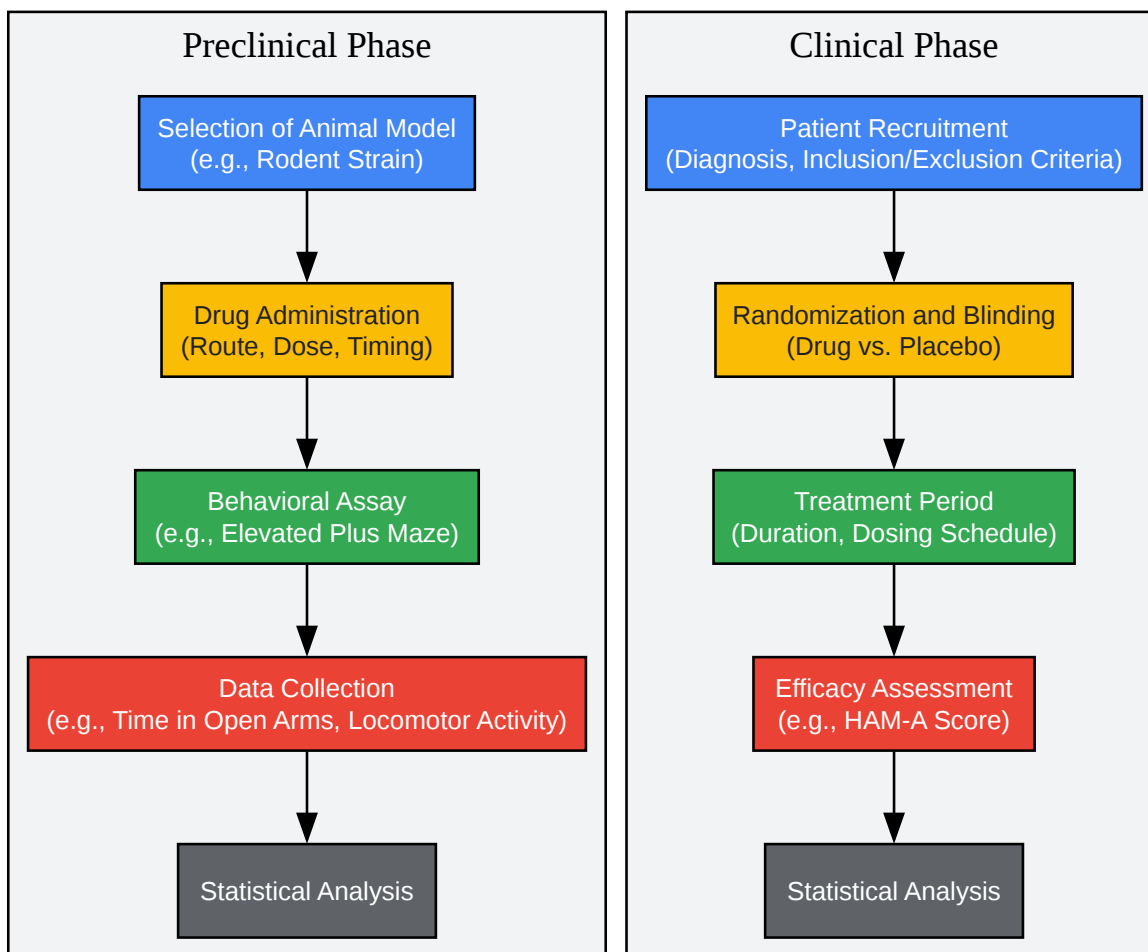 Preclinical Phase
Selection of Animal Model
(e.g., Rodent Strain)
Drug Administration
(Route, Dose, Timing)
Behavioral Assay
(e.g., Elevated Plus Maze)
Data Collection
(e.g., Time in Open Arms, Locomotor Activity)
Statistical Analysis
Clinical Phase
Patient Recruitment
(Diagnosis, Inclusion/Exclusion Criteria)
Randomization and Blinding
(Drug vs. Placebo)
Treatment Period
(Duration, Dosing Schedule)
Efficacy Assessment
(e.g., HAM-A Score)
Statistical Analysis